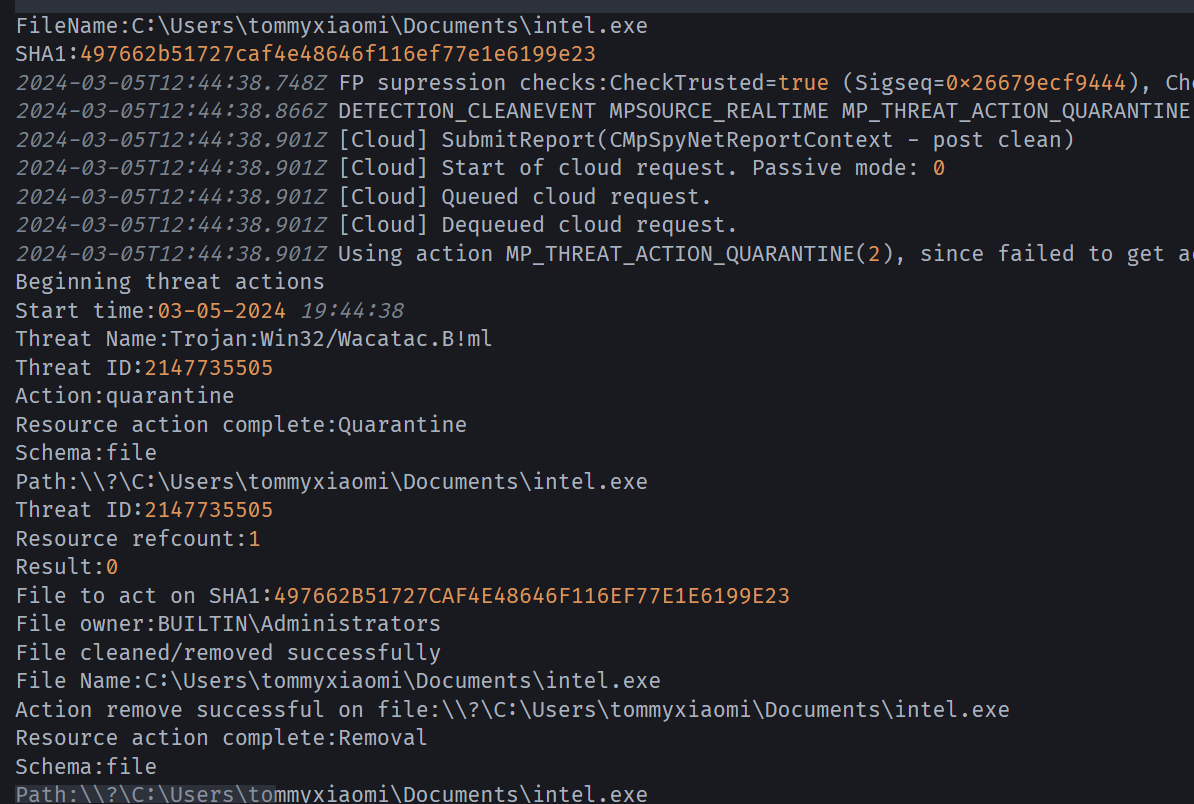 FileName:C:\Users\tommyxiaomi\Documents\intel.exe
SHA1:497662b51727caf4e48646f116ef77e1e6199e23
2024-03-05T12:44:38.748Z FP supression checks:CheckTrusted=true (Sigseq=0×26679ecf9444), Che
2024-03-05T12:44:38.866Z DETECTION_CLEANEVENT MPSOURCE_REALTIME MP_THREAT_ACTION_QUARANTINE
2024-03-05T12:44:38.901Z [Cloud] SubmitReport(CMpSpyNetReportContext - post clean)
2024-03-05T12:44:38.901Z [Cloud] Start of cloud request. Passive mode: 0
2024-03-05T12:44:38.901Z [Cloud] Queued cloud request.
2024-03-05T12:44:38.901Z [Cloud] Dequeued cloud request.
2024-03-05T12:44:38.901Z Using action MP_THREAT_ACTION_QUARANTINE(2), since failed to get a
Beginning threat actions
Start time:03-05-2024 19:44:38
Threat Name:Trojan:Win32/Wacatac.B!ml
Threat ID:2147735505
Action:quarantine
Resource action complete:Quarantine
Schema:file
Path:\\?\C:\Users\tommyxiaomi\Documents\intel.exe
Threat ID:2147735505
Resource refcount:1
Result:0
File to act on SHA1:497662B51727CAF4E48646F116EF77E1E6199E23
File owner:BUILTIN\Administrators
File cleaned/removed successfully
File Name:C:\Users\tommyxiaomi\Documents\intel.exe
Action remove successful on file:\\?\C:\Users\tommyxiaomi\Documents\intel.exe
Resource action complete:Removal
Schema:file
Path:\\?\C:\Users\tommyxiaomi\Documents\intel.exe